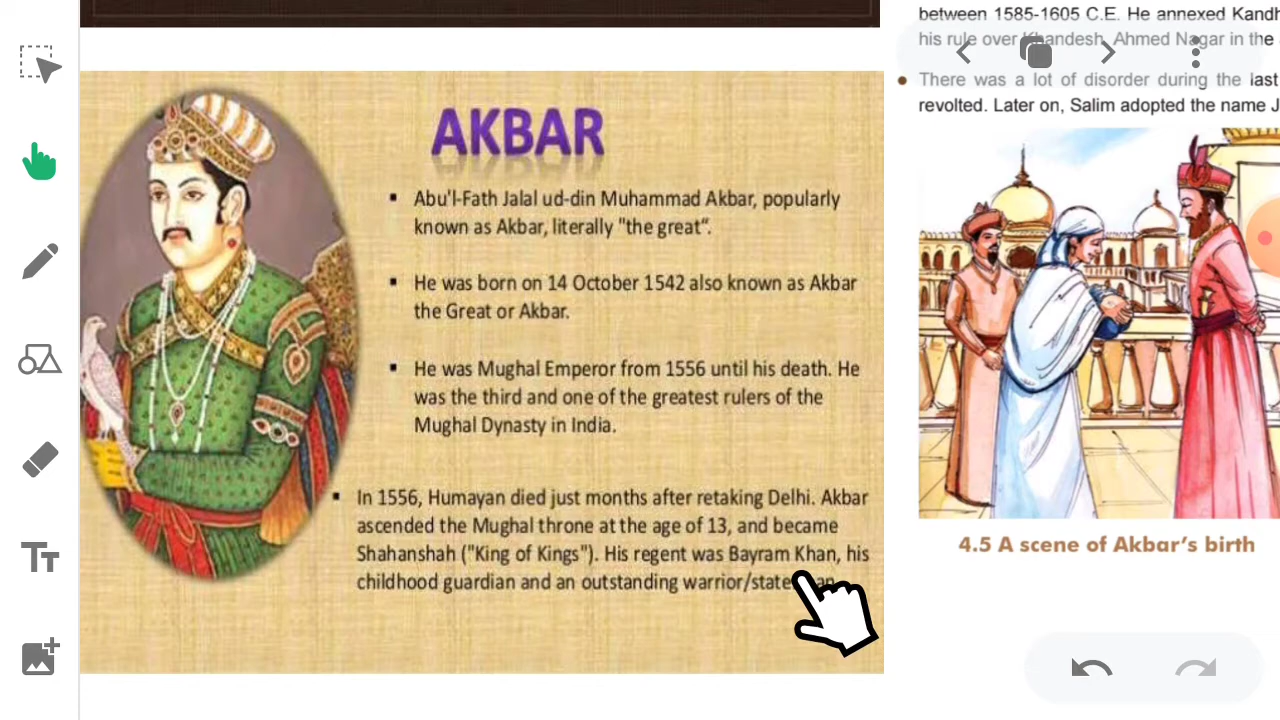 AKBAR
▪ Abu'l-Fath Jalal ud-din Muhammad Akbar, popularly
known as Akbar, literally "the great“.
▪ He was born on 14 October 1542 also known as Akbar
the Great or Akbar.
▪ He was Mughal Emperor from 1556 until his death. He
was the third and one of the greatest rulers of the
Mughal Dynasty in India.
▪ In 1556, Humayan died just months after retaking Delhi. Akbar
ascended the Mughal throne at the age of 13, and became
Shahanshah ("King of Kings"). His regent was Bayram Khan, his
childhood guardian and an outstanding
between 1585-1605 C.E. He annexed
his rule over Khandesh, Ahmed Nagar in the
• There was a lot of disorder during the last
revolted. Later on, Salim adopted the name
4.5 A scene of Akbar’s birth
Tт